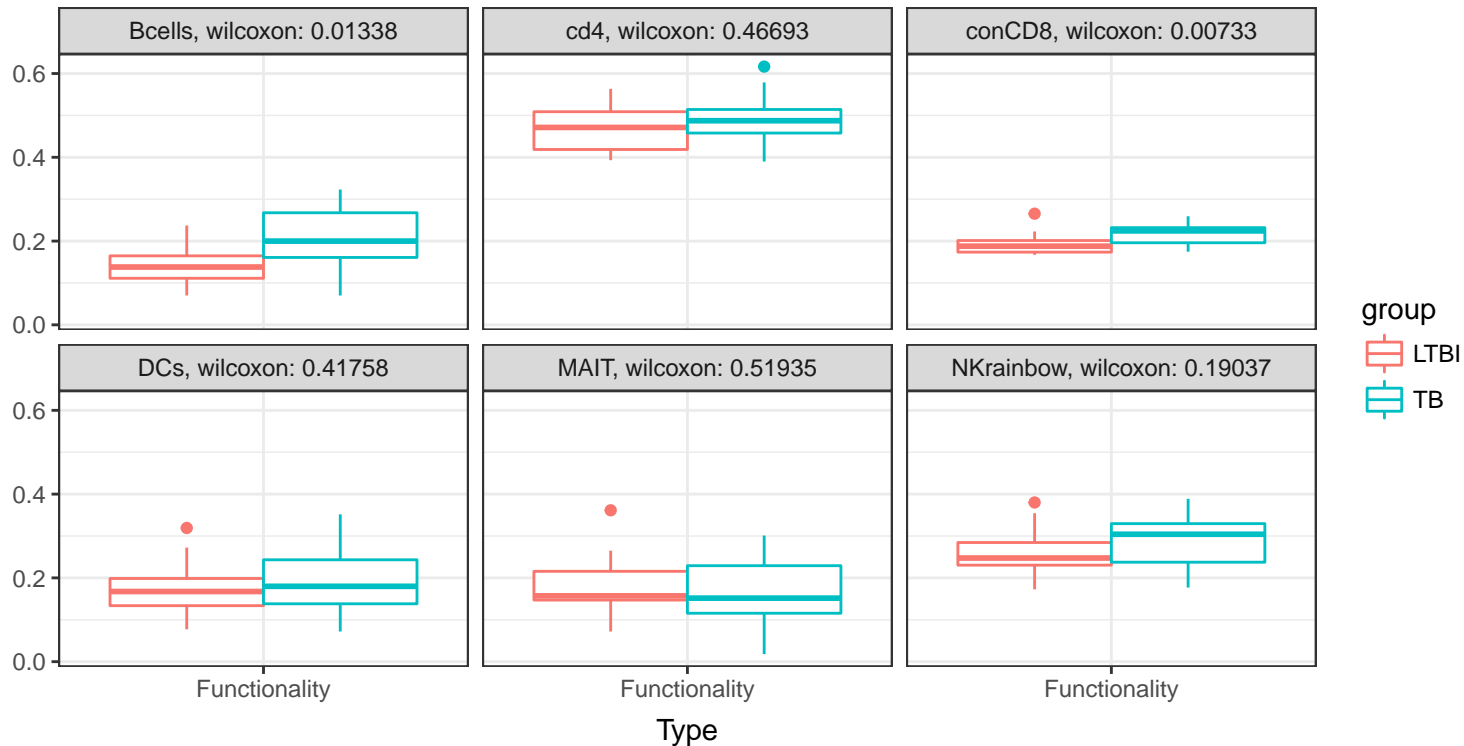 Bcells, wilcoxon: 0.01338
cd4, wilcoxon: 0.46693
conCD8, wilcoxon: 0.00733
0.6
0.4
0.2
0.0
DCs, wilcoxon: 0.41758
MAIT, wilcoxon: 0.51935
NKrainbow, wilcoxon: 0.19037
0.6
0.4
0.2
0.0
Functionality
Functionality
Functionality
Type
group
LTBI
TB